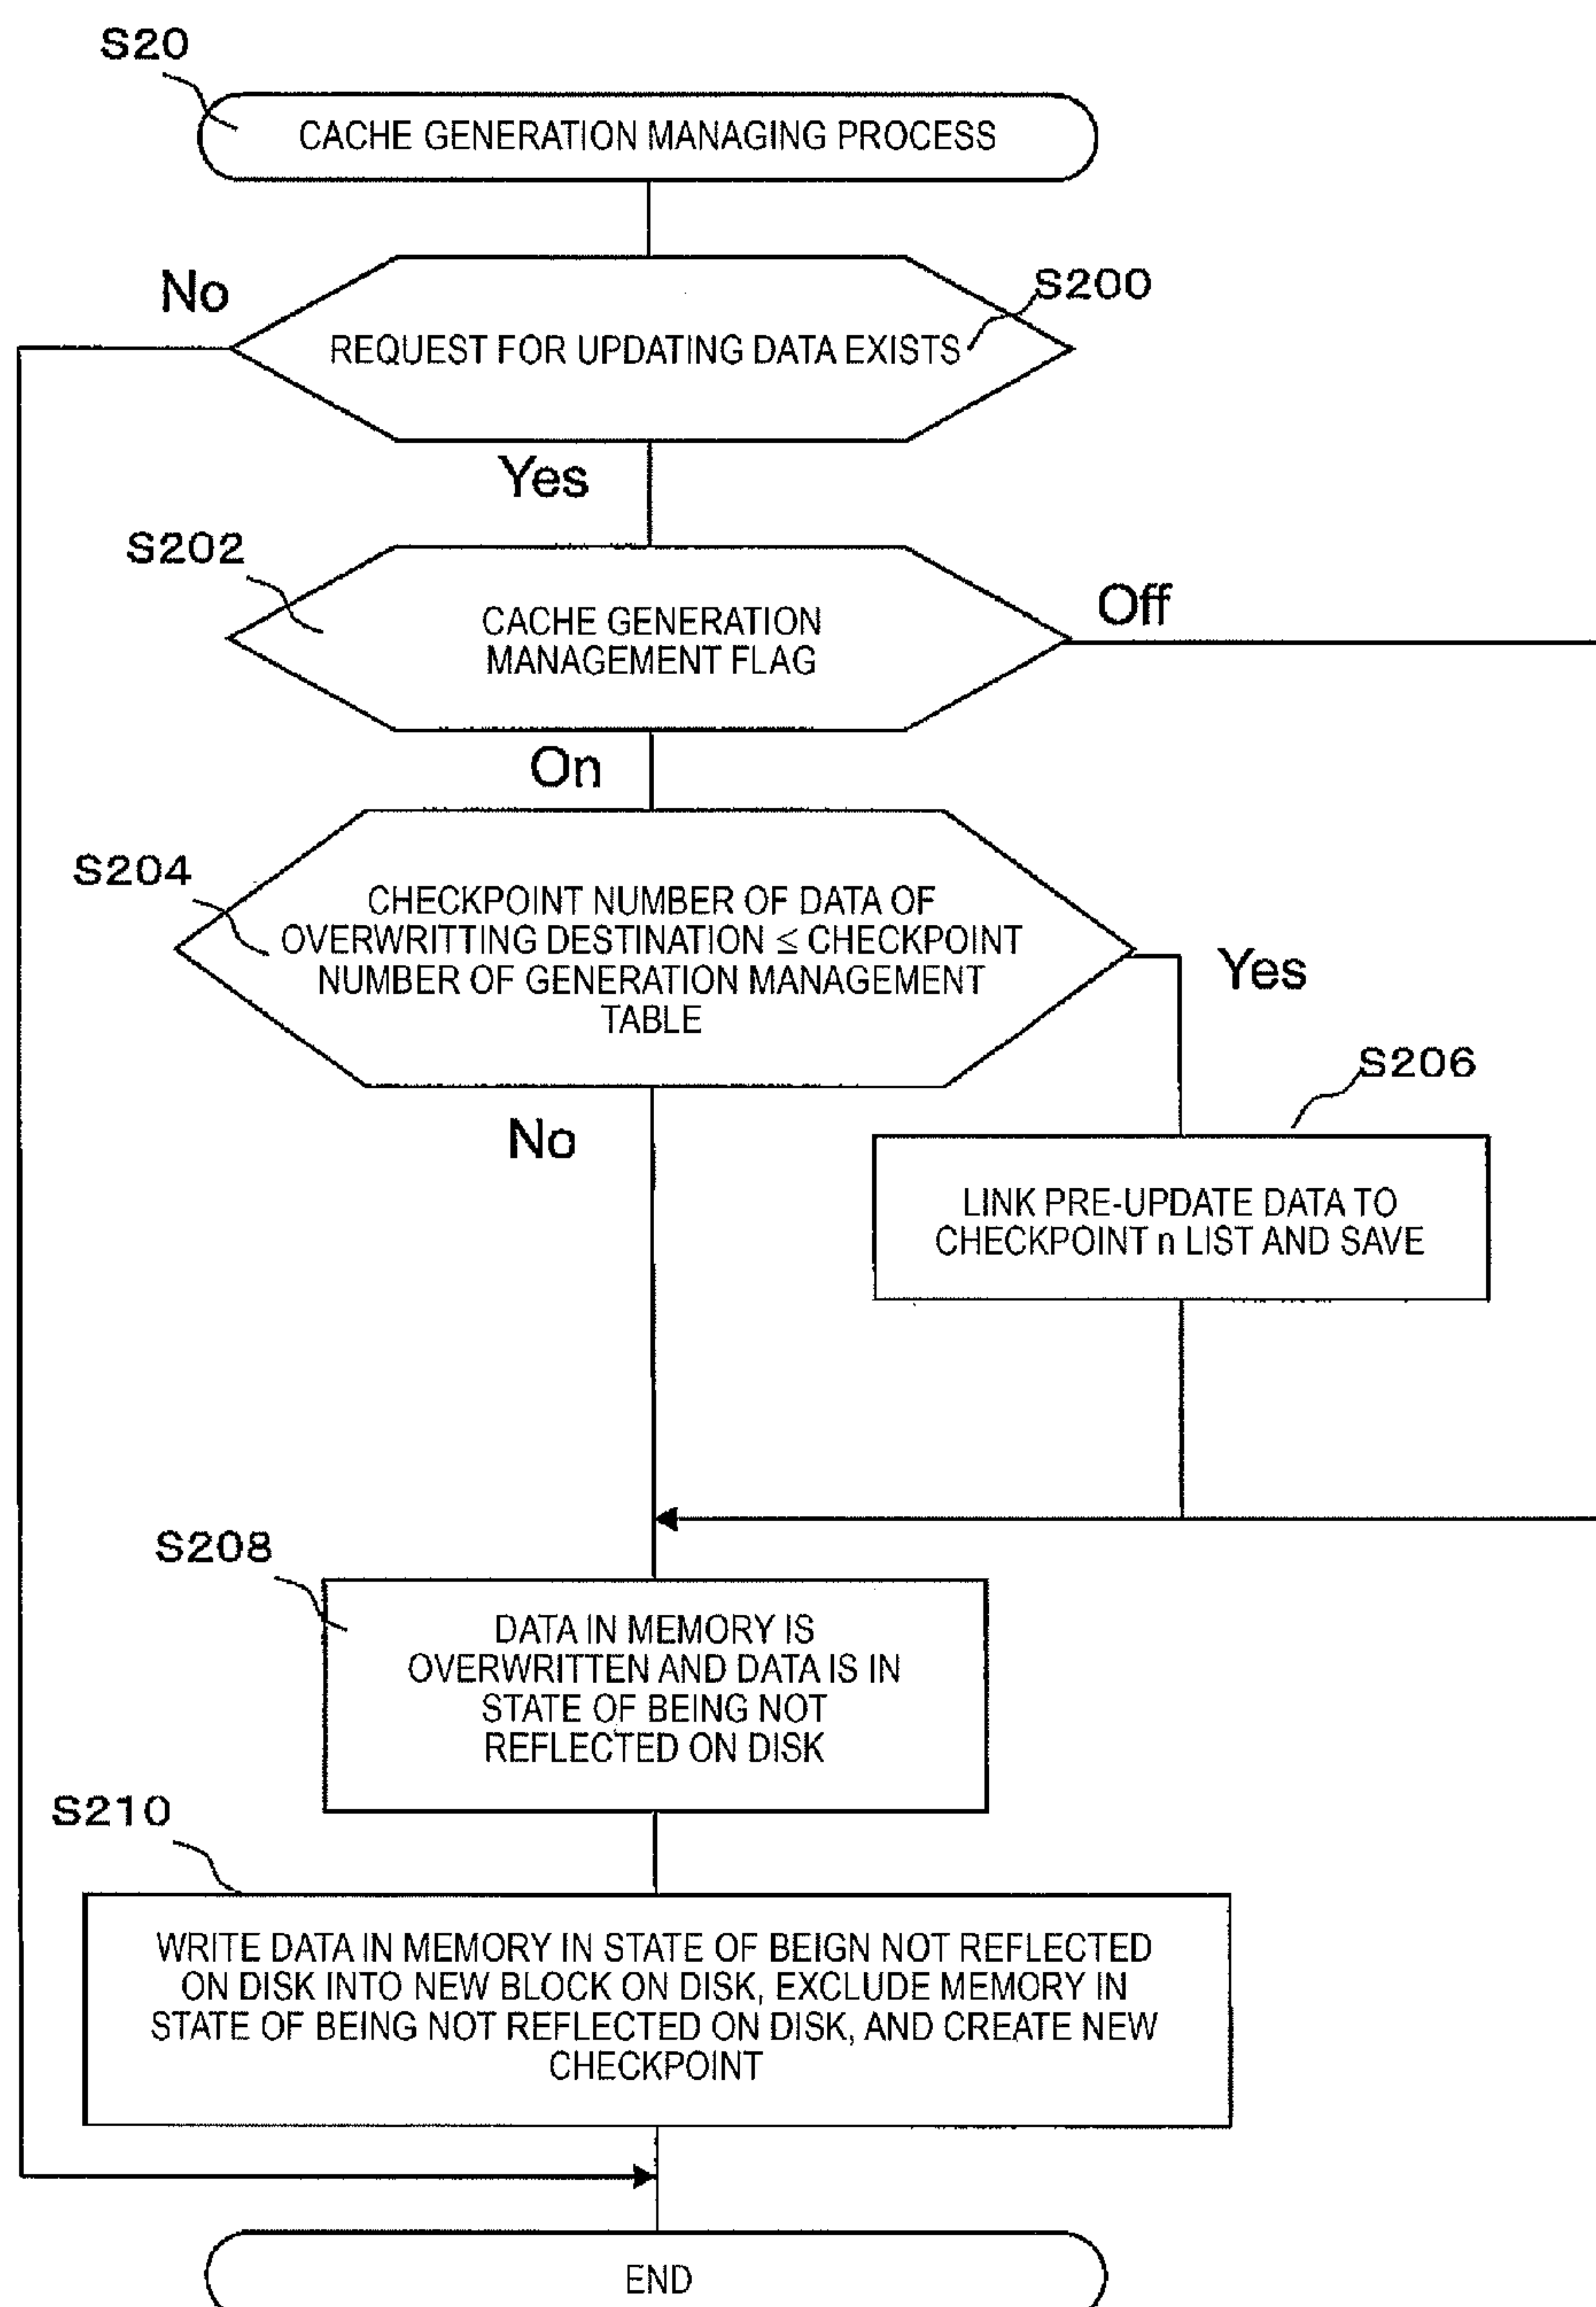 S20
CACHE GENERATION MANAGING PROCESS
No
S200
REQUEST FOR UPDATING DATA EXISTS
Yes
S202
Off
CACHE GENERATION
MANAGEMENT FLAG
On
S204
CHECKPOINT NUMBER OF DATA OF
OVERWRITTING DESTINATION ≤ CHECKPOINT
NUMBER OF GENERATION MANAGEMENT
TABLE
Yes
S206
No
LINK PRE-UPDATE DATA TO
CHECKPOINT n LIST AND SAVE
S208
DATA IN MEMORY IS
OVERWRITTEN AND DATA IS IN
STATE OF BEING NOT
REFLECTED ON DISK
S210
WRITE DATA IN MEMORY IN STATE OF BEIGN NOT REFLECTED
ON DISK INTO NEW BLOCK ON DISK, EXCLUDE MEMORY IN
STATE OF BEING NOT REFLECTED ON DISK, AND CREATE NEW
CHECKPOINT
END